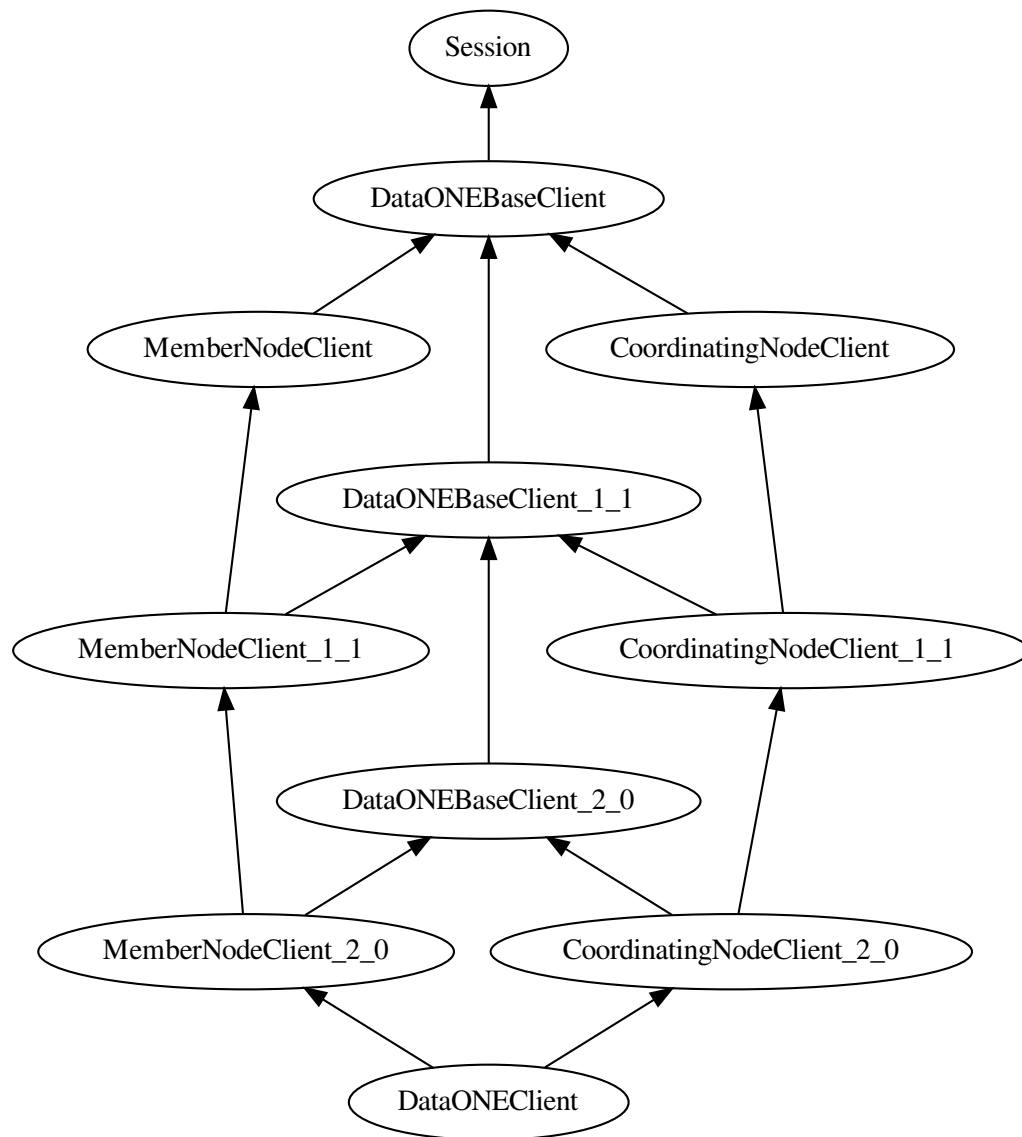 Session
DataONEBaseClient
MemberNodeClient
CoordinatingNodeClient
DataONEBaseClient_1_1
MemberNodeClient_1_1
CoordinatingNodeClient_1_1
DataONEBaseClient_2_0
MemberNodeClient_2_0
CoordinatingNodeClient_2_0
DataONEClient